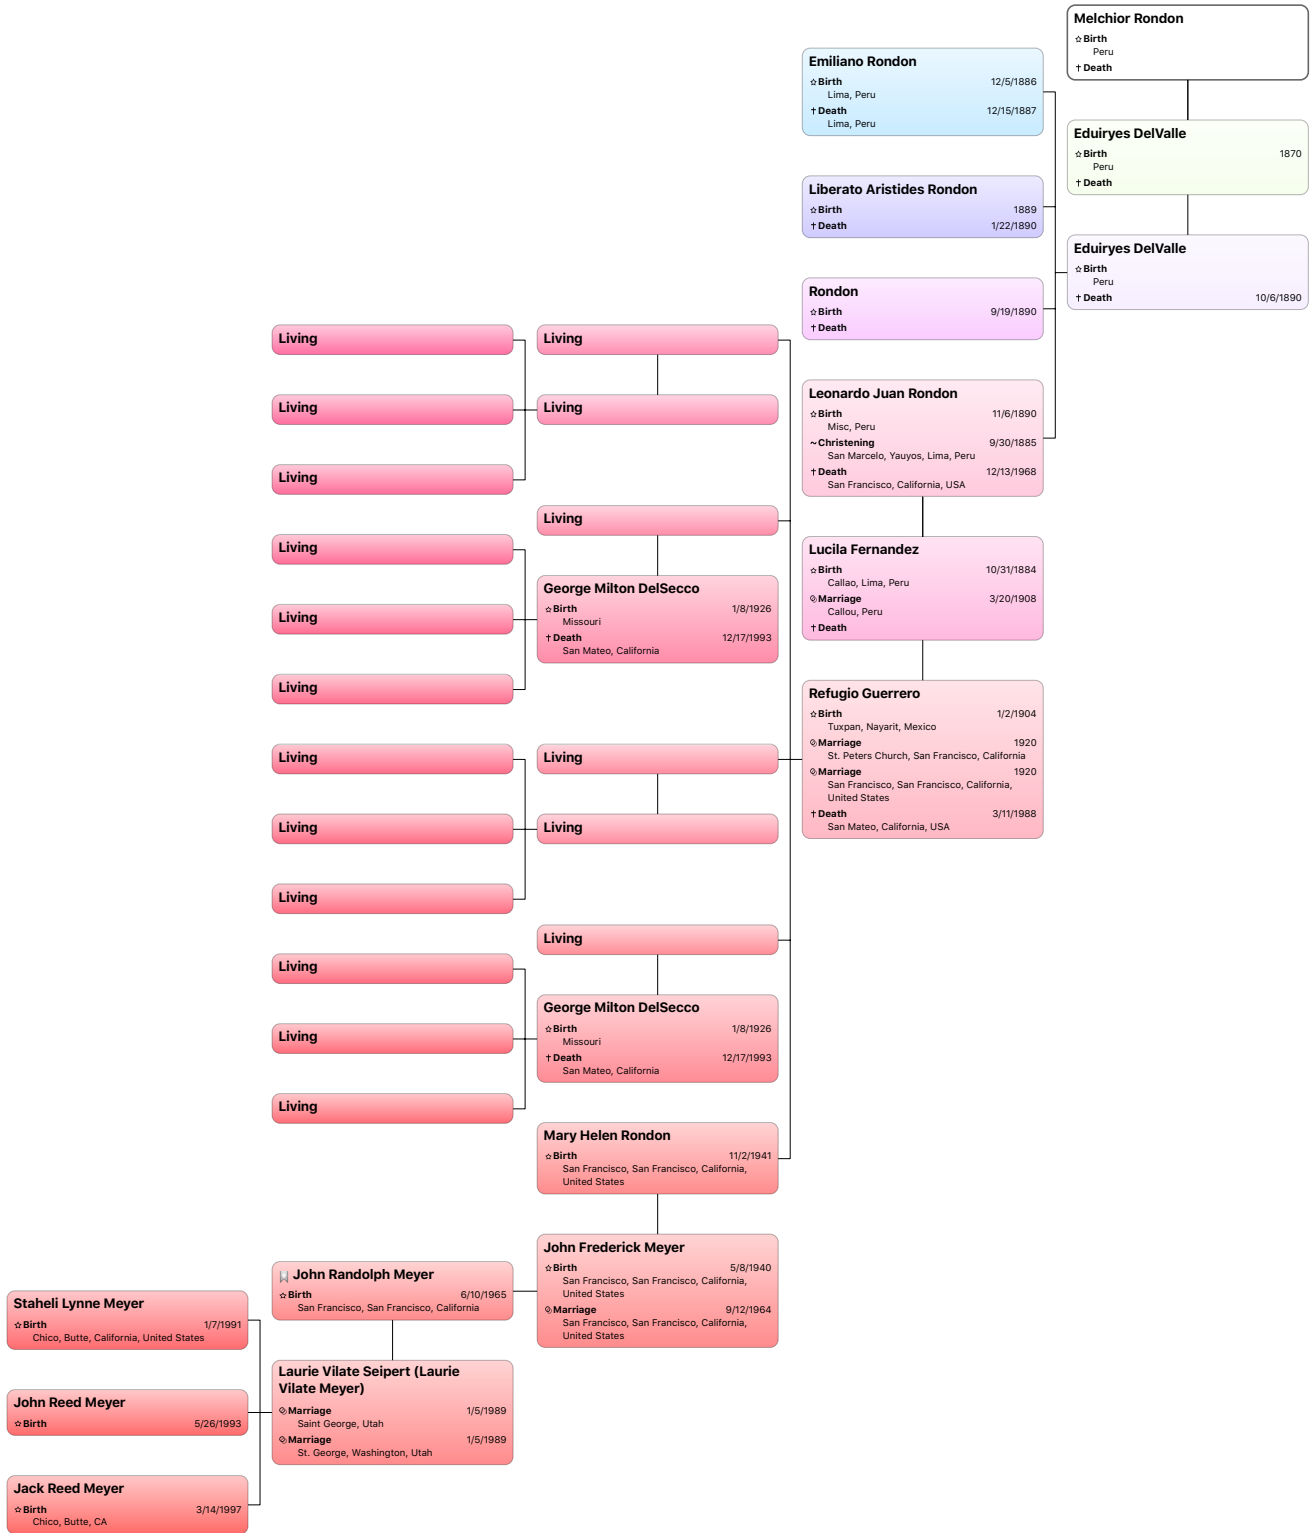 Melchior Rondon
☆Birth
Peru
†Death
Eduiryes DelValle
☆Birth 1870
Peru
†Death
Eduiryes DelValle
☆Birth
Peru
†Death 10/6/1890
Emiliano Rondon
☆Birth 12/5/1886
Lima, Peru
†Death 12/15/1887
Lima, Peru
Liberato Aristides Rondon
☆Birth 1889
†Death 1/22/1890
Rondon
☆Birth 9/19/1890
†Death
Leonardo Juan Rondon
☆Birth 11/6/1890
Misc, Peru
~Christening 9/30/1885
San Marcelo, Yauyos, Lima, Peru
†Death 12/13/1968
San Francisco, California, USA
Lucila Fernandez
☆Birth 10/31/1884
Callao, Lima, Peru
⚭Marriage 3/20/1908
Callou, Peru
†Death
Refugio Guerrero
☆Birth 1/2/1904
Tuxpan, Nayarit, Mexico
⚭Marriage 1920
St. Peters Church, San Francisco, California
⚭Marriage 1920
San Francisco, San Francisco, California,
United States
†Death 3/11/1988
San Mateo, California, USA
Living
Living
Living
George Milton DelSecco
☆Birth 1/8/1926
Missouri
†Death 12/17/1993
San Mateo, California
Living
Living
Living
George Milton DelSecco
☆Birth 1/8/1926
Missouri
†Death 12/17/1993
San Mateo, California
Mary Helen Rondon
☆Birth 11/2/1941
San Francisco, San Francisco, California,
United States
John Frederick Meyer
☆Birth 5/8/1940
San Francisco, San Francisco, California,
United States
⚭Marriage 9/12/1964
San Francisco, San Francisco, California,
United States
Living
Living
Living
Living
Living
Living
Living
Living
Living
Living
Living
Living
John Randolph Meyer
☆Birth 6/10/1965
San Francisco, San Francisco, California
Laurie Vilate Seipert (Laurie
Vilate Meyer)
⚭Marriage 1/5/1989
Saint George, Utah
⚭Marriage 1/5/1989
St. George, Washington, Utah
Staheli Lynne Meyer
☆Birth 1/7/1991
Chico, Butte, California, United States
John Reed Meyer
☆Birth 5/26/1993
Jack Reed Meyer
☆Birth 3/14/1997
Chico, Butte, CA